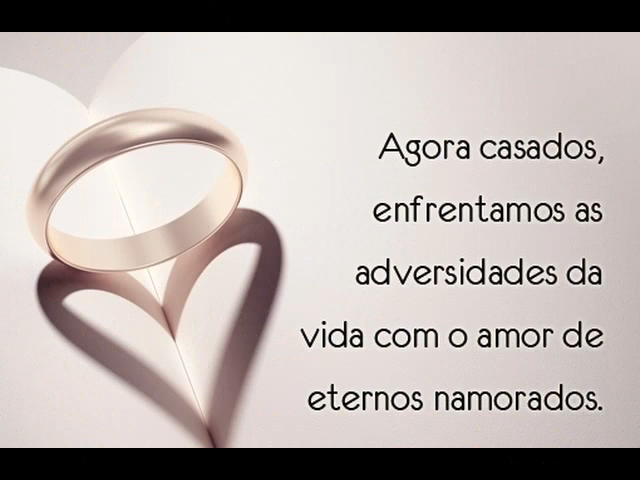 Agora casados,
enfrentamos as
adversidades da
vida com o amor de
eternos namorados.